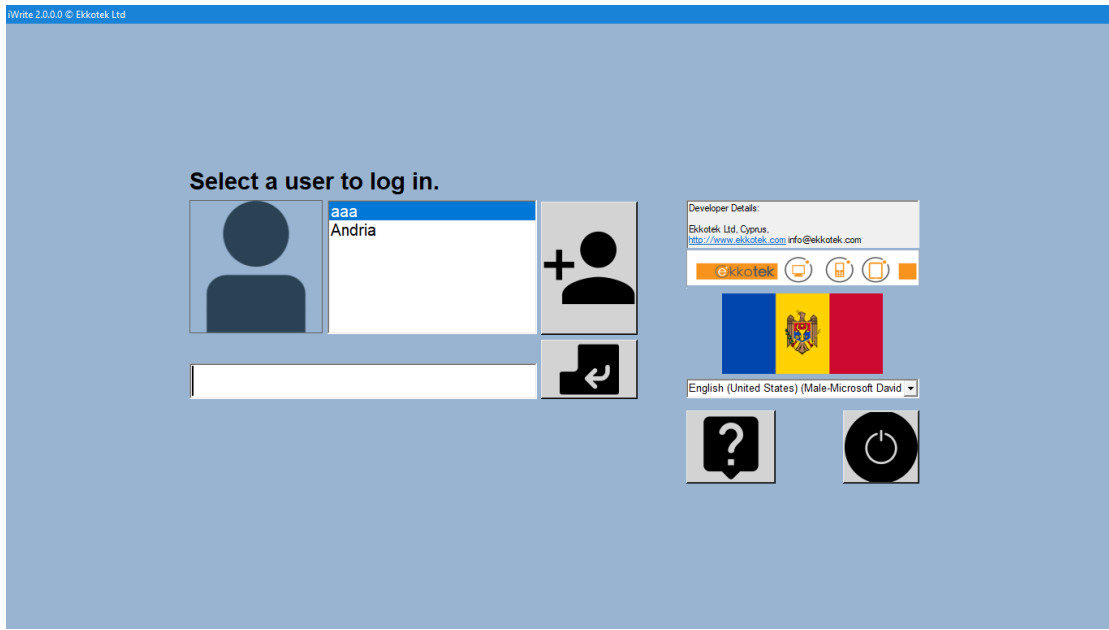 iWrite 2.0.0.0 © Ekkotek Ltd
Select a user to log in.
aaa
Andria
Developer Details:
Ekkotek Ltd, Cyprus,
http://www.ekkotek.com info@ekkotek.com
ekkotek
English (United States) (Male-Microsoft David
?